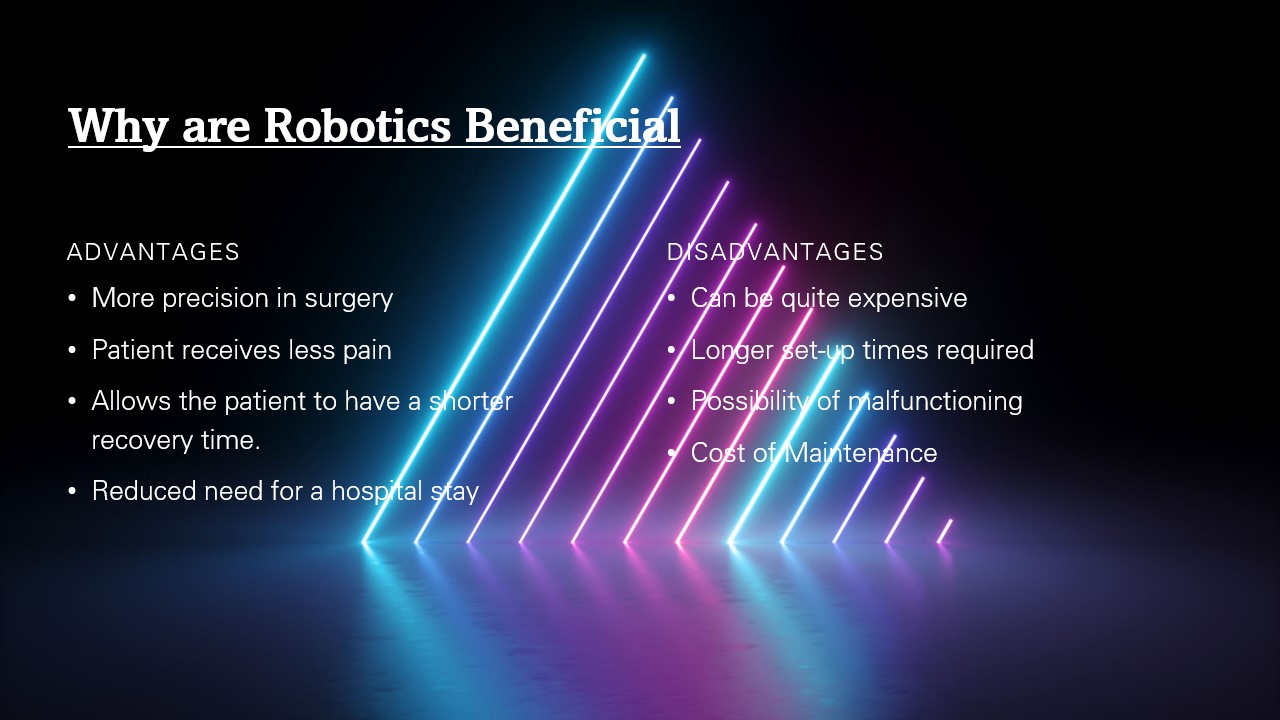 Why are Robotics Beneficial
ADVANTAGES
• More precision in surgery
• Patient receives less pain
• Allows the patient to have a shorter
recovery time.
• Reduced need for a hospital stay
DISADVANTAGES
• Can be quite expensive
• Longer set-up times required
• Possibility of malfunctioning
• Cost of Maintenance